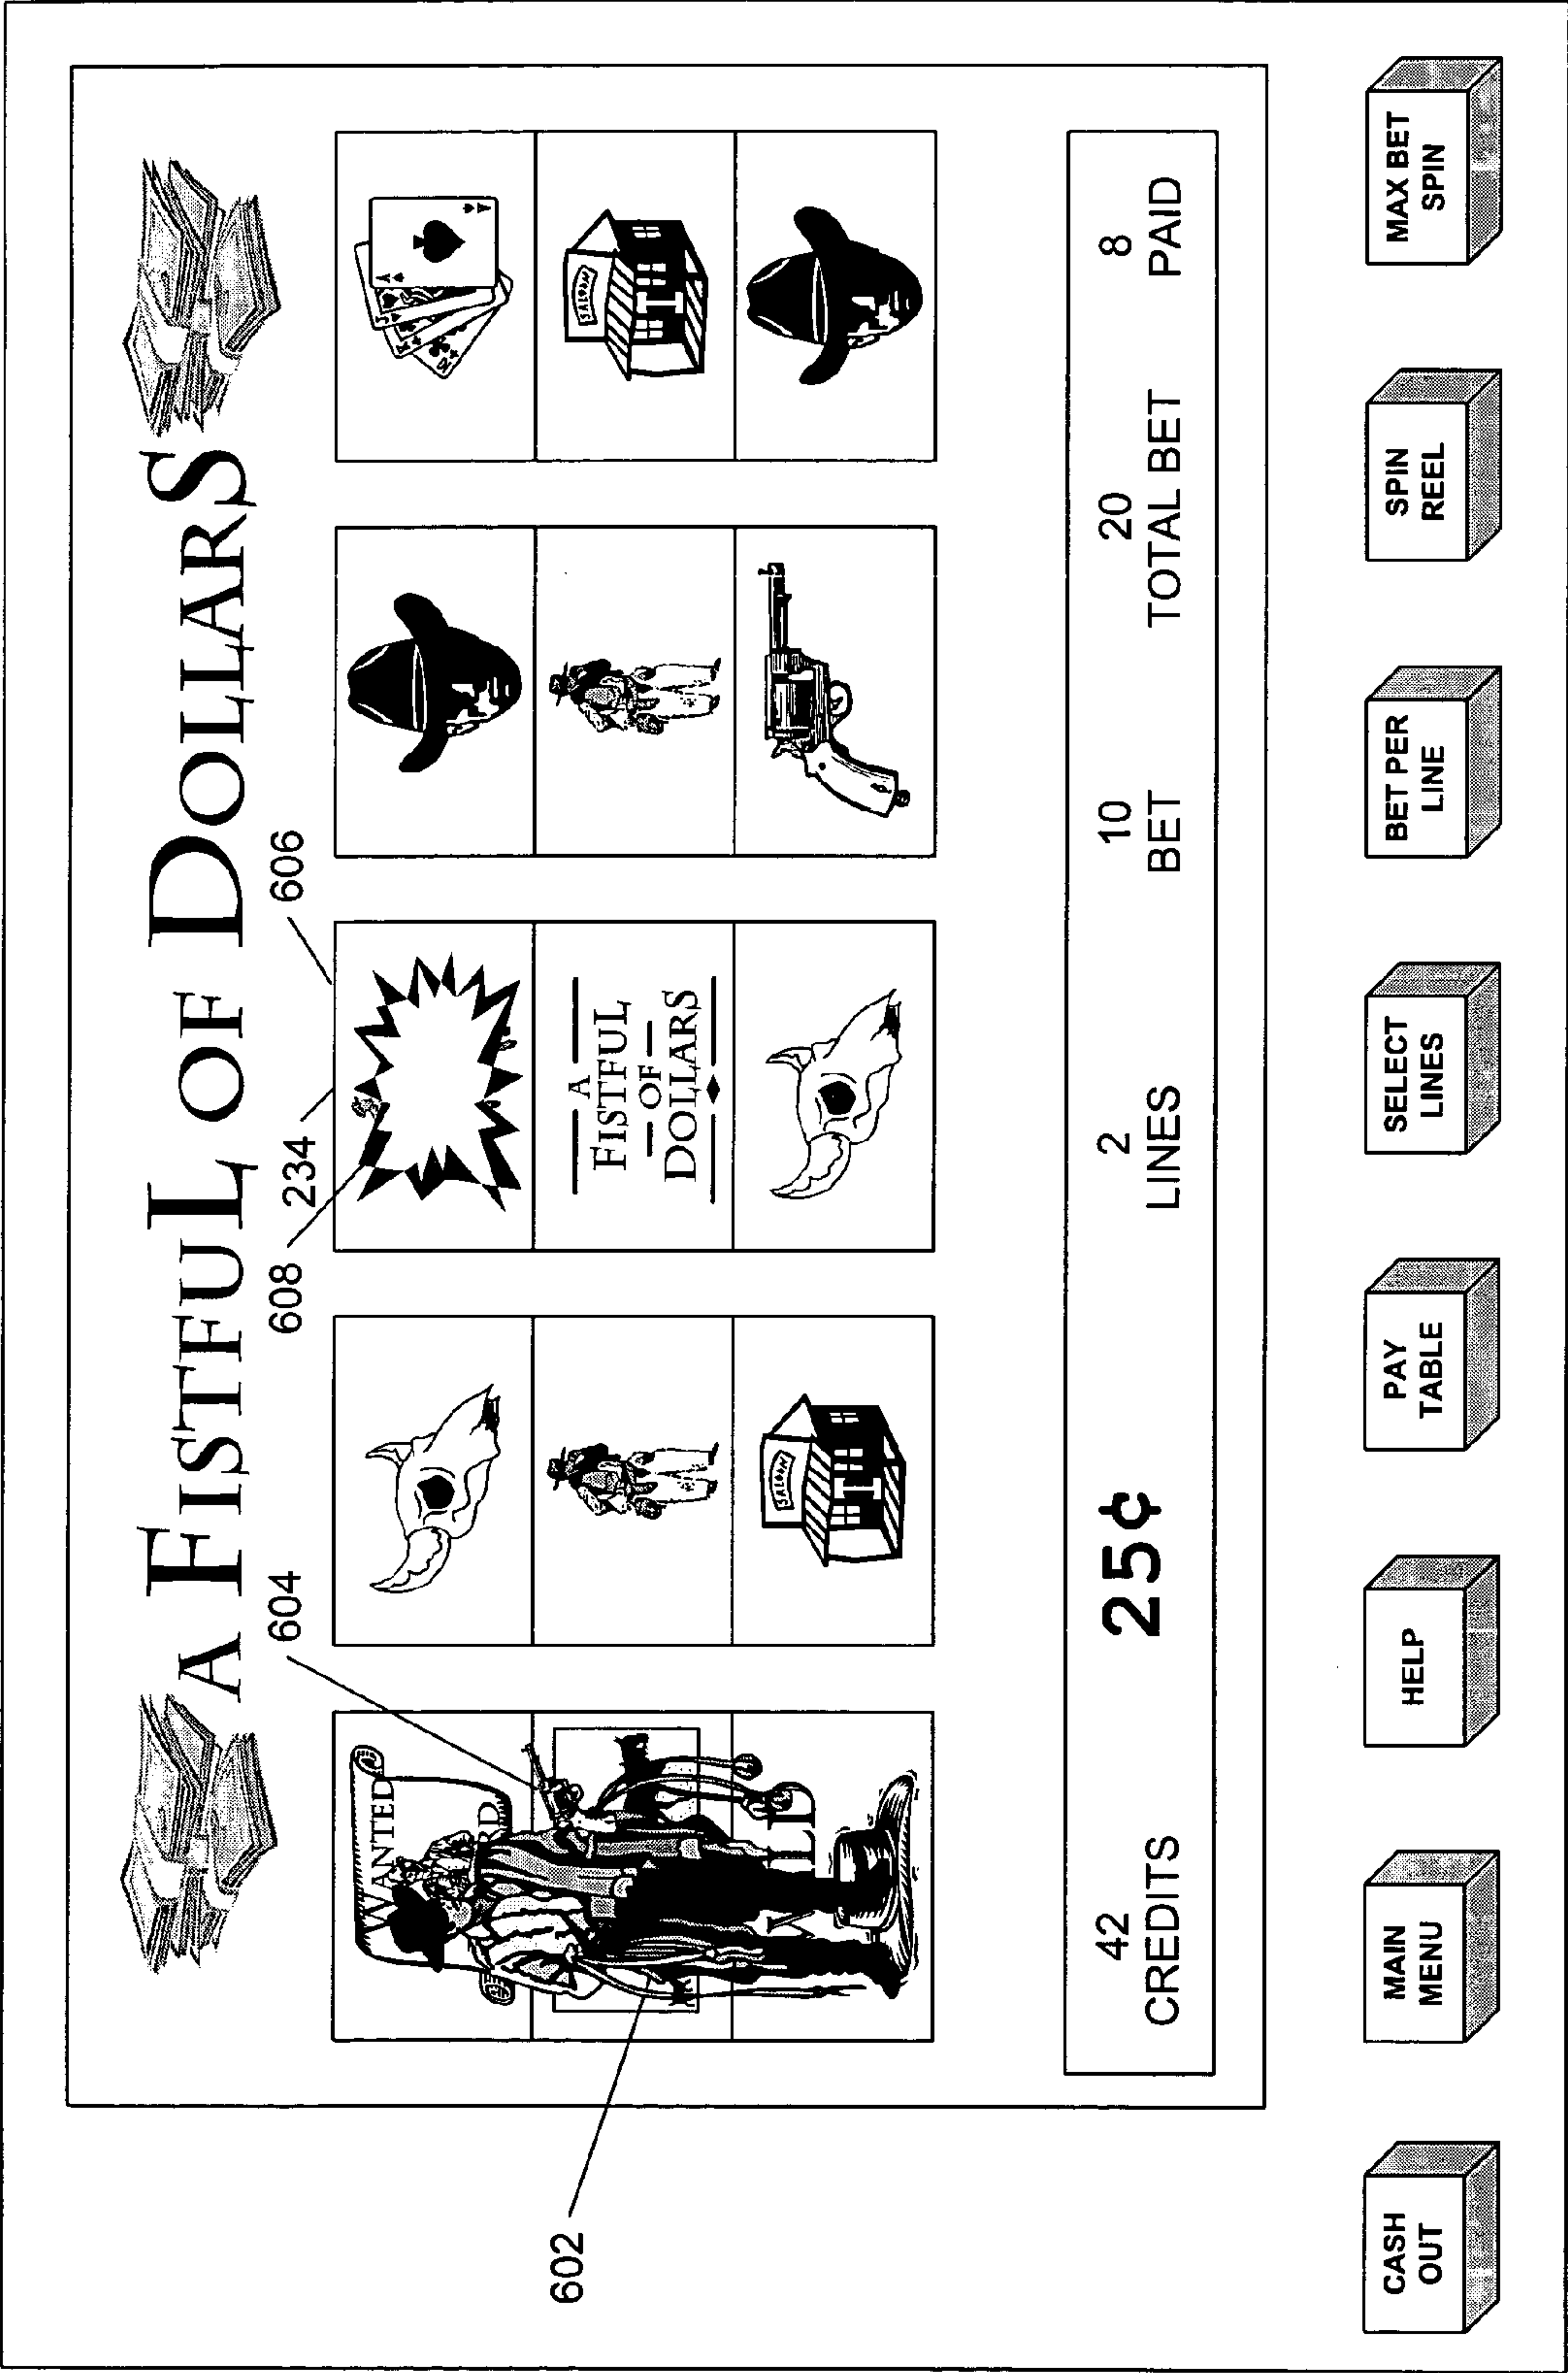 A FISTFUL OF DOLLARS
604
608
234
606
602
WANTED
RD
LD
SALOON
A
FISTFUL
OF
DOLLARS
SALOON
A
A
42
CREDITS
25¢
2
LINES
10
BET
20
TOTAL BET
8
PAID
CASH
OUT
MAIN
MENU
HELP
PAY
TABLE
SELECT
LINES
BET PER
LINE
SPIN
REEL
MAX BET
SPIN